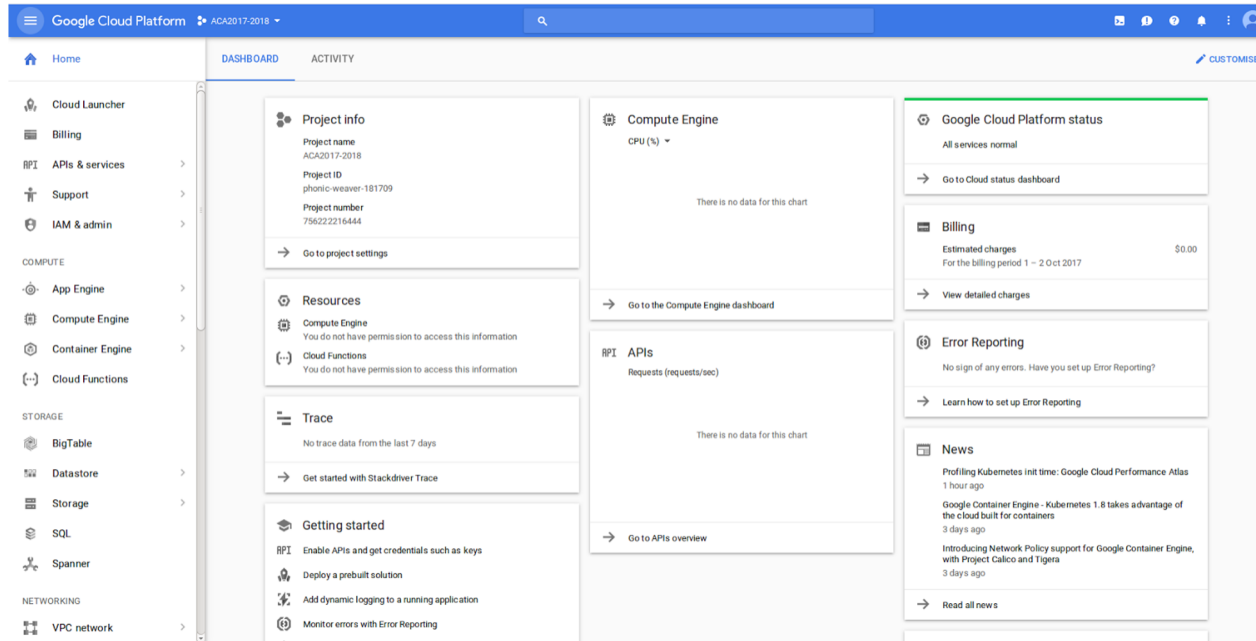 Google Cloud Platform ACA2017-2018
Home
DASHBOARD ACTIVITY
CUSTOMISE
Cloud Launcher
Billing
API APIs & services
Support
IAM & admin
COMPUTE
App Engine
Compute Engine
Container Engine
Cloud Functions
STORAGE
BigTable
Datastore
Storage
SQL
Spanner
NETWORKING
VPC network
Project info
Project name
ACA2017-2018
Project ID
phonic-weaver-181709
Project number
756222216444
Go to project settings
Resources
Compute Engine
You do not have permission to access this information
Cloud Functions
You do not have permission to access this information
Trace
No trace data from the last 7 days
Get started with Stackdriver Trace
Getting started
API Enable APIs and get credentials such as keys
Deploy a prebuilt solution
Add dynamic logging to a running application
Monitor errors with Error Reporting
Compute Engine
CPU (%)
There is no data for this chart
Go to the Compute Engine dashboard
API APIs
Requests (requests/sec)
There is no data for this chart
Go to APIs overview
Google Cloud Platform status
All services normal
Go to Cloud status dashboard
Billing
Estimated charges $0.00
For the billing period 1 – 2 Oct 2017
View detailed charges
Error Reporting
No sign of any errors. Have you set up Error Reporting?
Learn how to set up Error Reporting
News
Profiling Kubernetes init time: Google Cloud Performance Atlas
1 hour ago
Google Container Engine - Kubernetes 1.8 takes advantage of
the cloud built for containers
3 days ago
Introducing Network Policy support for Google Container Engine,
with Project Calico and Tigera
3 days ago
Read all news